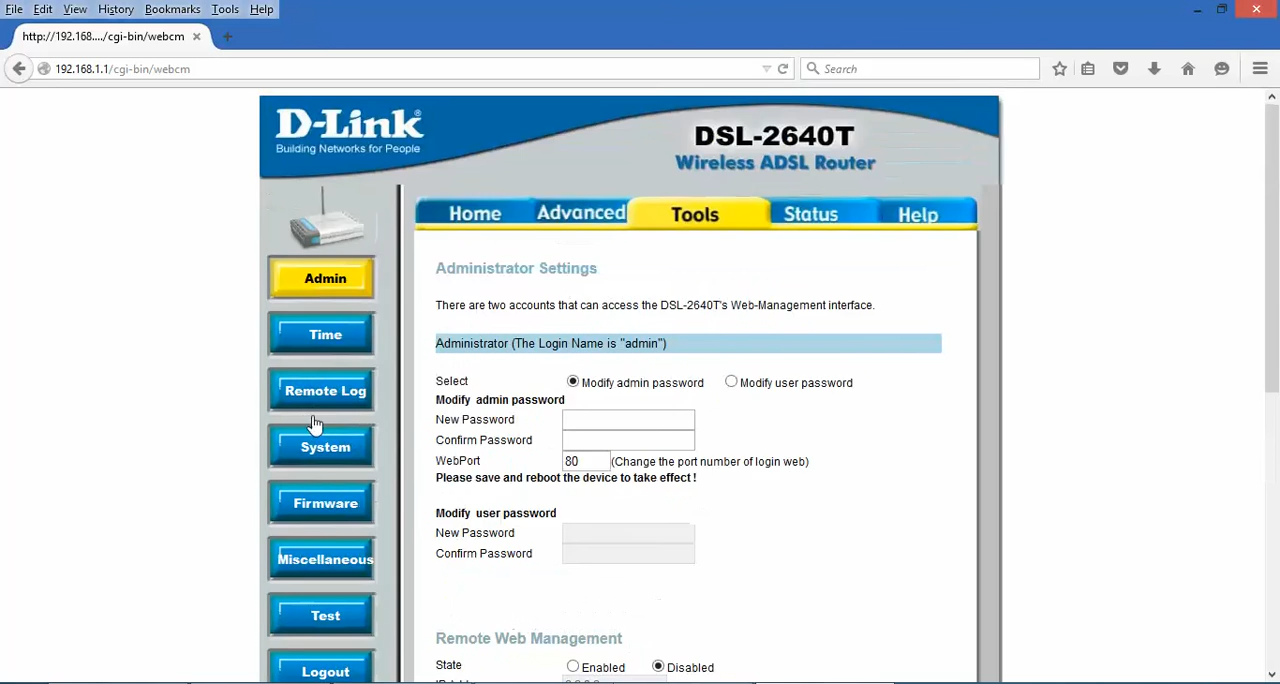 File Edit View History Bookmarks Tools Help
http://192.168..../cgi-bin/webcm
192.168.1.1/cgi-bin/webcm
Search
D-Link
Building Networks for People
DSL-2640T
Wireless ADSL Router
Home Advanced Tools Status Help
Admin
Time
Remote Log
System
Firmware
Miscellaneous
Test
Logout
Administrator Settings
There are two accounts that can access the DSL-2640T's Web-Management interface.
Administrator (The Login Name is "admin")
Select Modify admin password Modify user password
Modify admin password
New Password
Confirm Password
WebPort 80 (Change the port number of login web)
Please save and reboot the device to take effect !
Modify user password
New Password
Confirm Password
Remote Web Management
State Enabled Disabled